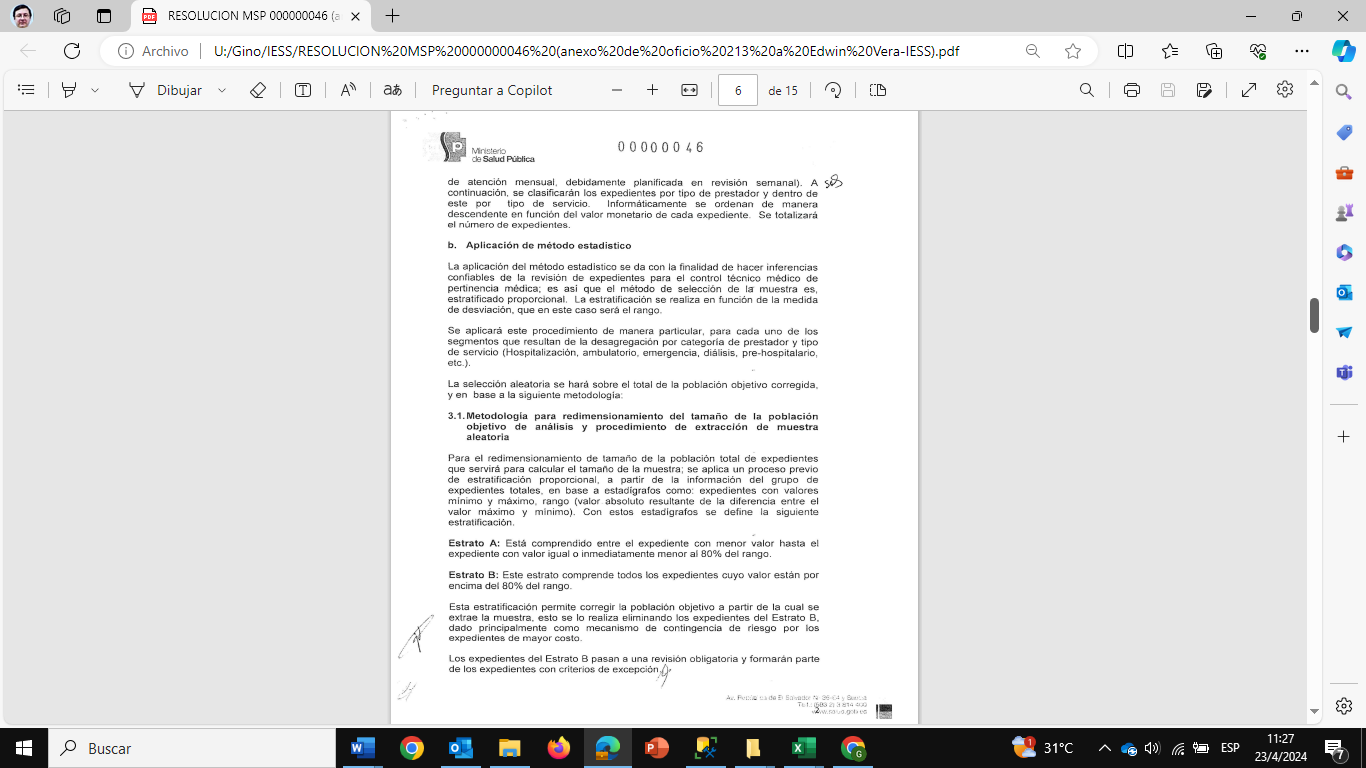 RESOLUCION MSP 000000046 (a
Archivo
U:/Gino/IESS/RESOLUCION%20MSP%20000000046%20(anexo%20de%20oficio%20213%20a%20Edwin%20Vera-IESS).pdf
Dibujar
aあ
Preguntar a Copilot
6
de 15
Ministerio
de Salud Pública
00000046
de atención mensual, debidamente planificada en revisión semanal). A
continuación, se clasificarán los expedientes por tipo de prestador y dentro de
este por tipo de servicio. Informáticamente se ordenan de manera
descendente en función del valor monetario de cada expediente. Se totalizará
el número de expedientes.
b. Aplicación de método estadístico
La aplicación del método estadístico se da con la finalidad de hacer inferencias
confiables de la revisión de expedientes para el control técnico médico de
pertinencia médica; es así que el método de selección de la muestra es,
estratificado proporcional. La estratificación se realiza en función de la medida
de desviación, que en este caso será el rango.
Se aplicará este procedimiento de manera particular, para cada uno de los
segmentos que resultan de la desagregación por categoría de prestador y tipo
de servicio (Hospitalización, ambulatorio, emergencia, diálisis, pre-hospitalario,
etc.).
La selección aleatoria se hará sobre el total de la población objetivo corregida,
y en base a la siguiente metodología:
3.1. Metodología para redimensionamiento del tamaño de la población
objetivo de análisis y procedimiento de extracción de muestra
aleatoria
Para el redimensionamiento de tamaño de la población total de expedientes
que servirá para calcular el tamaño de la muestra; se aplica un proceso previo
de estratificación proporcional, a partir de la información del grupo de
expedientes totales, en base a estadígrafos como: expedientes con valores
mínimo y máximo, rango (valor absoluto resultante de la diferencia entre el
valor máximo y mínimo). Con estos estadígrafos se define la siguiente
estratificación.
Estrato A: Está comprendido entre el expediente con menor valor hasta el
expediente con valor igual o inmediatamente menor al 80% del rango.
Estrato B: Este estrato comprende todos los expedientes cuyo valor están por
encima del 80% del rango.
Esta estratificación permite corregir la población objetivo a partir de la cual se
extrae la muestra, esto se lo realiza eliminando los expedientes del Estrato B,
dado principalmente como mecanismo de contingencia de riesgo por los
expedientes de mayor costo.
Los expedientes del Estrato B pasan a una revisión obligatoria y formarán parte
de los expedientes con criterios de excepción
Av. República de El Salvador N° 36-64 y Suecia
Telf.: (593 2) 3 814 400
www.salud.gob.ec
Buscar
1
31°C
ESP
11:27
23/4/2024
7